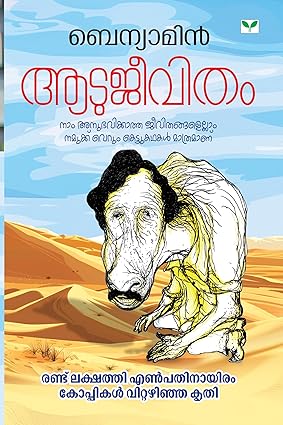 ബെന്യാമിൻ
ആടുജീവിതം
നാം അനുഭവിക്കാത്ത ജീവിതങ്ങളെല്ലാം
നമുക്ക് വെറും കെട്ടുകഥകൾ മാത്രമാണ്
രണ്ട് ലക്ഷത്തി എൺപതിനായിരം
കോപ്പികൾ വിറ്റഴിഞ്ഞ കൃതി